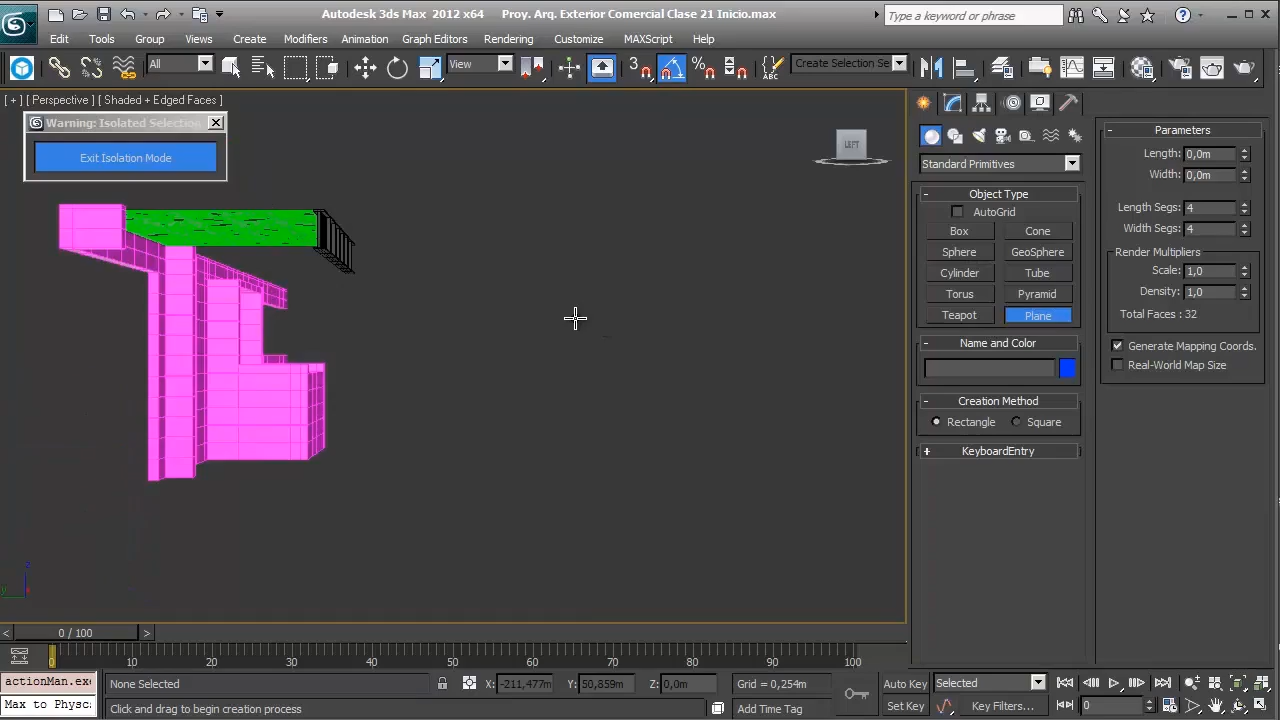 Autodesk 3ds Max 2012 x64 Proy. Arq. Exterior Comercial Clase 21 Inicio.max
Type a keyword or phrase
Edit Tools Group Views Create Modifiers Animation Graph Editors Rendering Customize MAXScript Help
All View 3 Create Selection Se
[ + ] [ Perspective ] [ Shaded + Edged Faces ]
Warning: Isolated Selection
Exit Isolation Mode
LEFT
Standard Primitives
- Object Type
AutoGrid
Box Cone
Sphere GeoSphere
Cylinder Tube
Torus Pyramid
Teapot Plane
- Name and Color
- Creation Method
Rectangle Square
+ KeyboardEntry
- Parameters
Length: 0,0m
Width: 0,0m
Length Segs: 4
Width Segs: 4
Render Multipliers
Scale: 1,0
Density: 1,0
Total Faces : 32
Generate Mapping Coords.
Real-World Map Size
z
y
< 0 / 100 >
0 10 20 30 40 50 60 70 80 90 100
actionMan.exe
Max to Physc
None Selected X: -211,477m Y: 50,859m Z: 0,0m Grid = 0,254m
Click and drag to begin creation process Add Time Tag
Auto Key Selected
Set Key Key Filters... 0